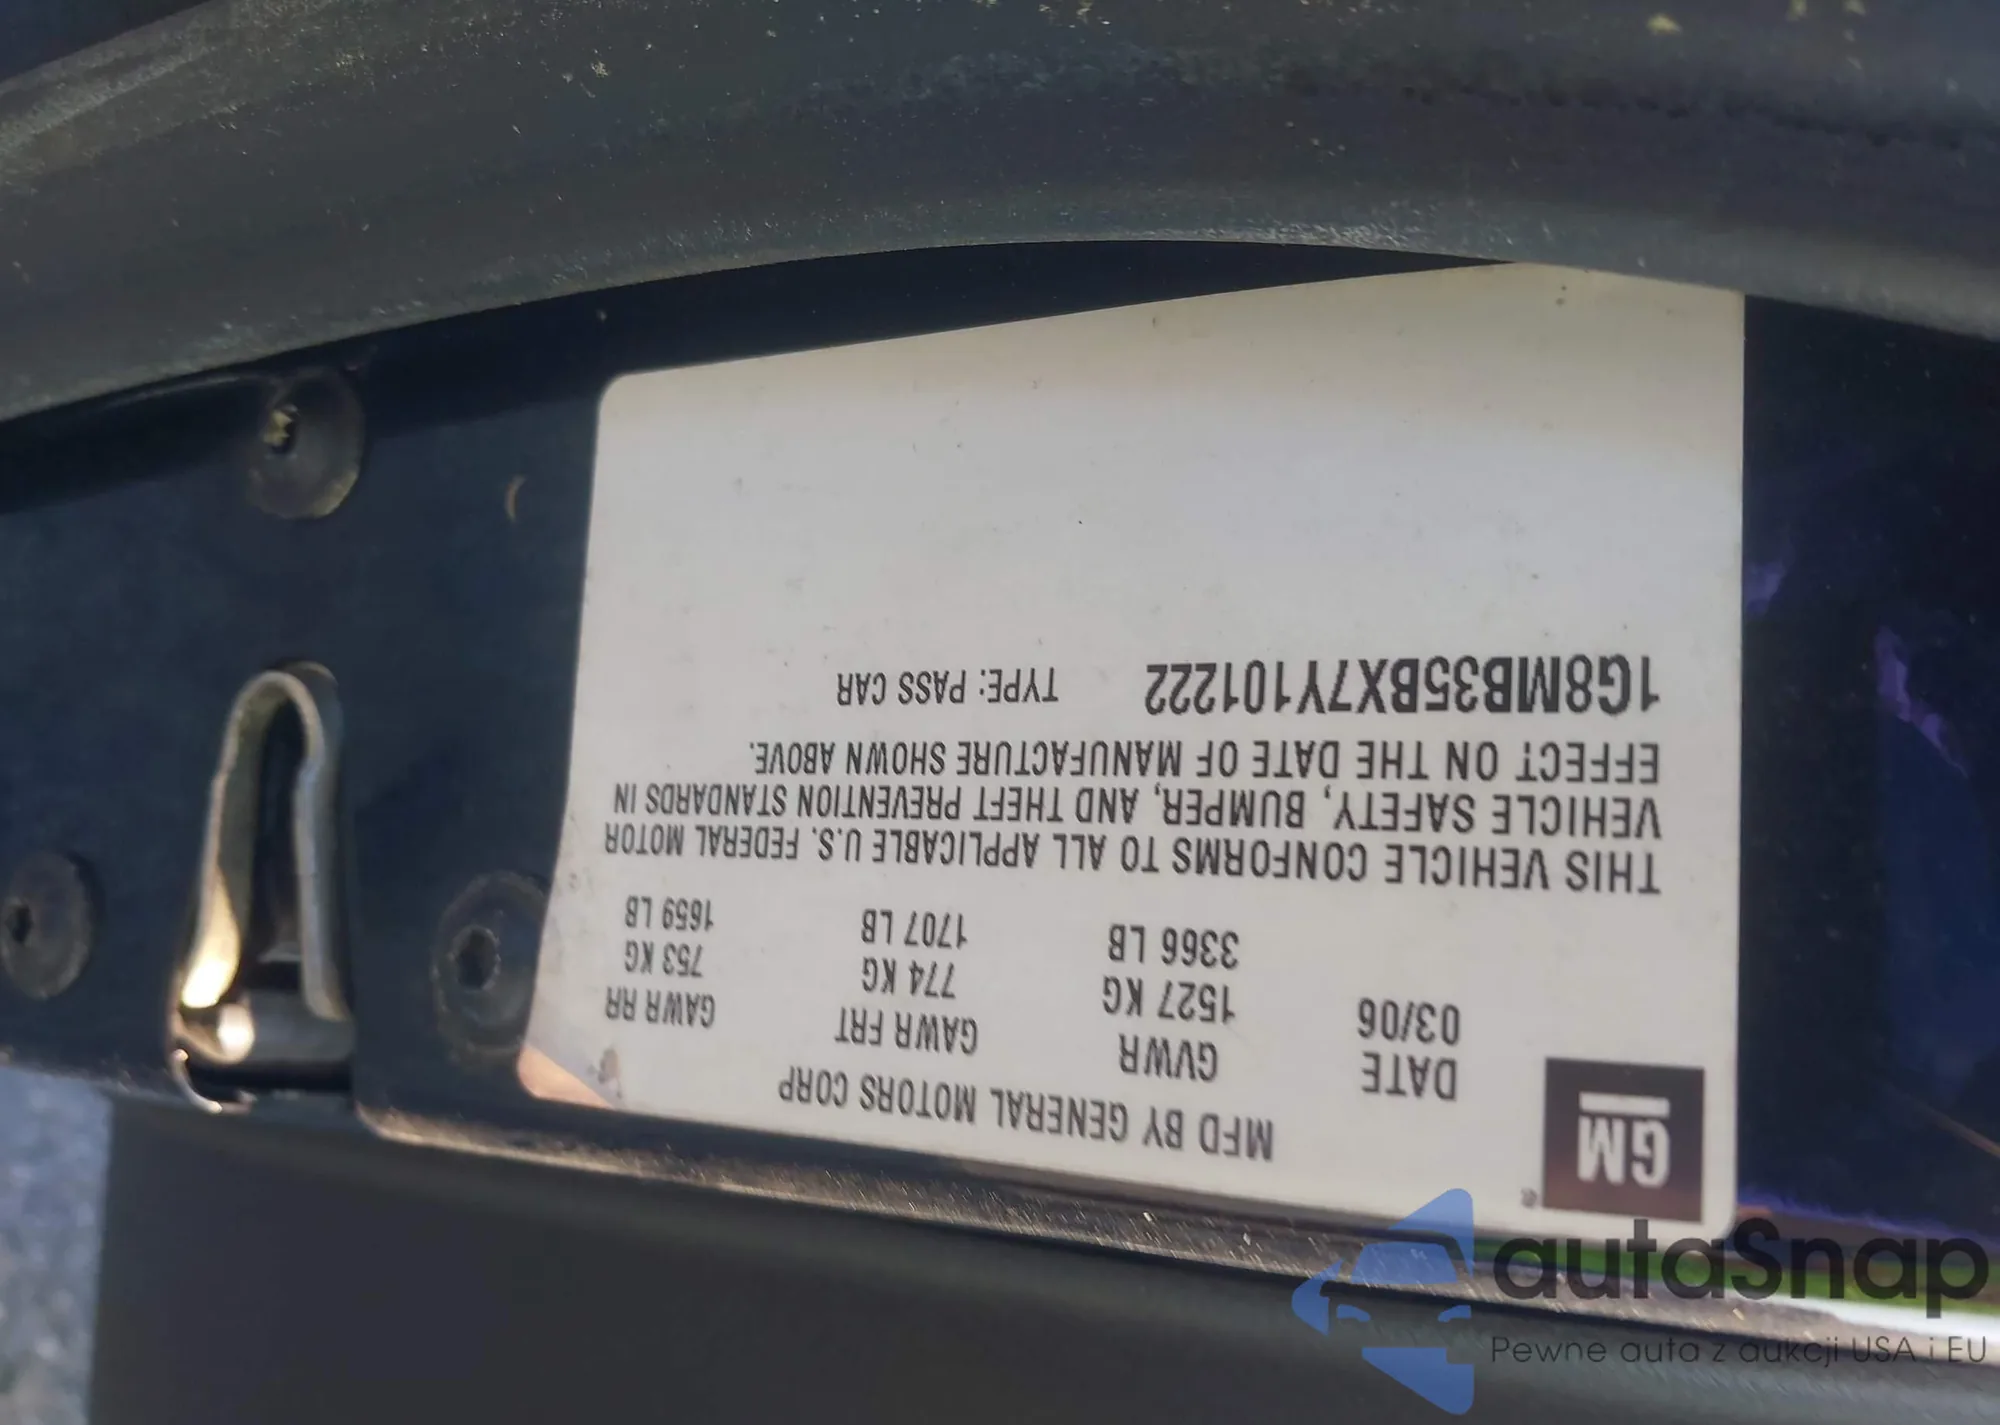 GM
®
MFD BY GENERAL MOTORS CORP
DATE GVWR GAWR FRT GAWR RR
03/06 1527 KG 774 KG 753 KG
3366 LB 1707 LB 1659 LB
THIS VEHICLE CONFORMS TO ALL APPLICABLE U.S. FEDERAL MOTOR
VEHICLE SAFETY, BUMPER, AND THEFT PREVENTION STANDARDS IN
EFFECT ON THE DATE OF MANUFACTURE SHOWN ABOVE.
1G8MB35BX7Y101222 TYPE: PASS CAR
autaSnap
Pewne auta z aukcji USA i EU